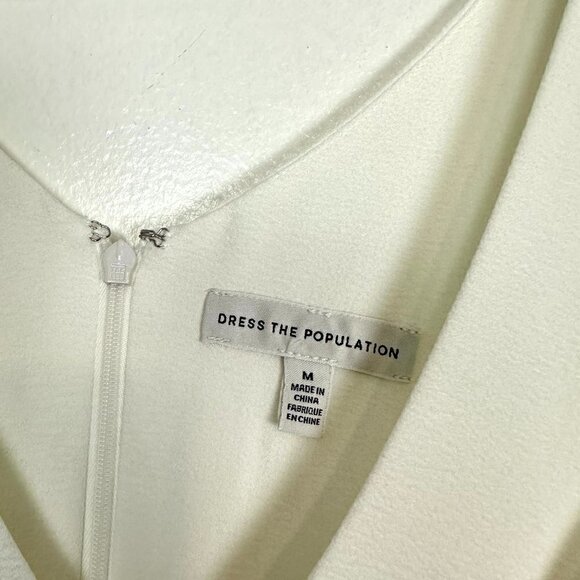 DRESS THE POPULATION
M
MADE IN
CHINA
FABRIQUE
EN CHINE